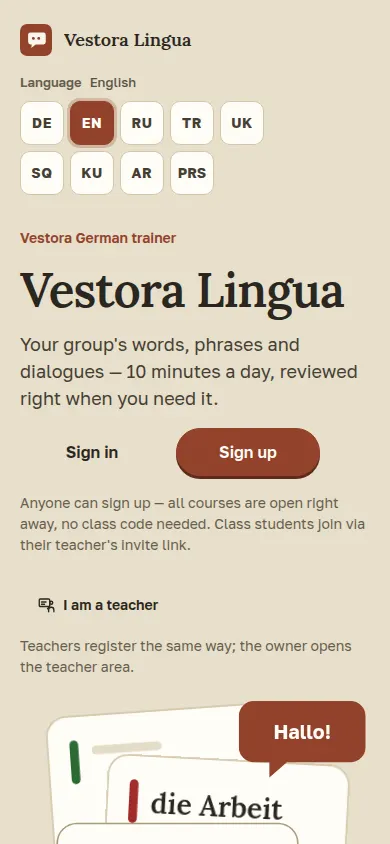 Vestora Lingua
Language English
DE EN RU TR UK
SQ KU AR PRS
Vestora German trainer
Vestora Lingua
Your group's words, phrases and
dialogues — 10 minutes a day, reviewed
right when you need it.
Sign in Sign up
Anyone can sign up — all courses are open right
away, no class code needed. Class students join via
their teacher's invite link.
I am a teacher
Teachers register the same way; the owner opens
the teacher area.
Hallo!
die Arbeit